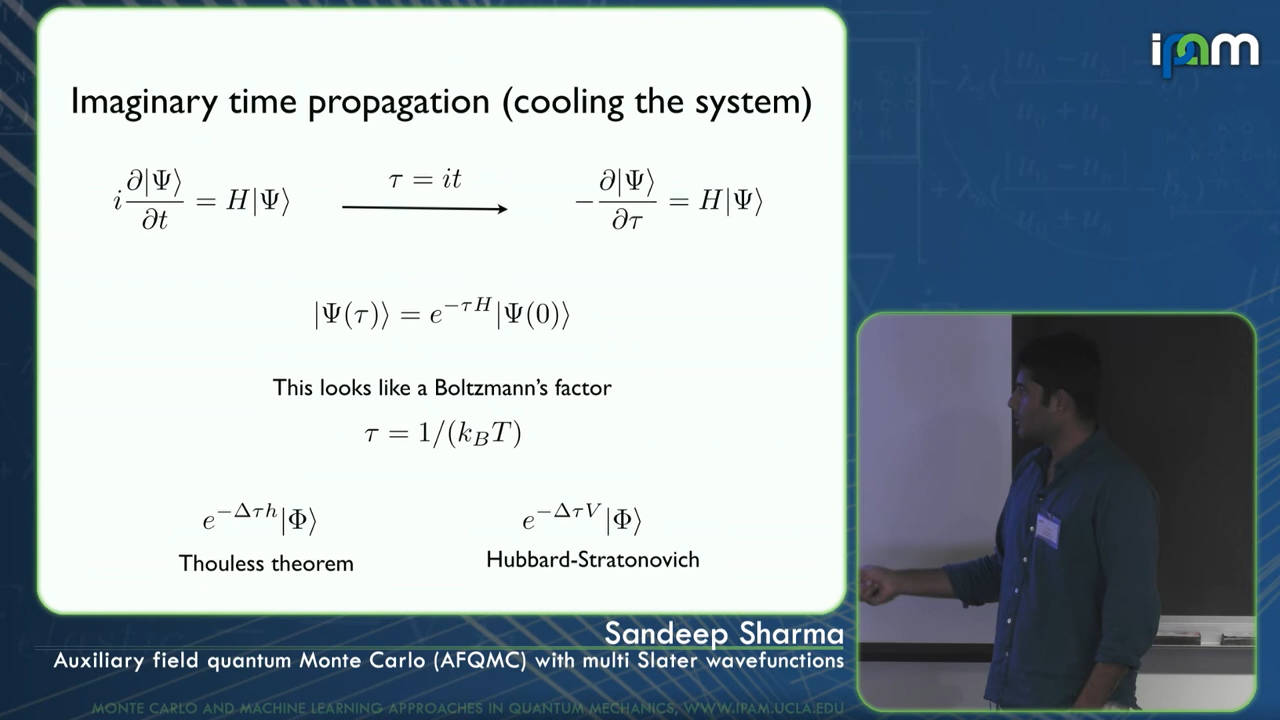 ipam
Imaginary time propagation (cooling the system)
i ∂|Ψ⟩/∂t = H|Ψ⟩ τ = it −∂|Ψ⟩/∂τ = H|Ψ⟩
|Ψ(τ)⟩ = e^{−τH}|Ψ(0)⟩
This looks like a Boltzmann's factor
τ = 1/(k_B T)
e^{−Δτh}|Φ⟩ e^{−ΔτV}|Φ⟩
Thouless theorem Hubbard-Stratonovich
Sandeep Sharma
Auxiliary field quantum Monte Carlo (AFQMC) with multi Slater wavefunctions
MONTE CARLO AND MACHINE LEARNING APPROACHES IN QUANTUM MECHANICS, WWW.IPAM.UCLA.EDU